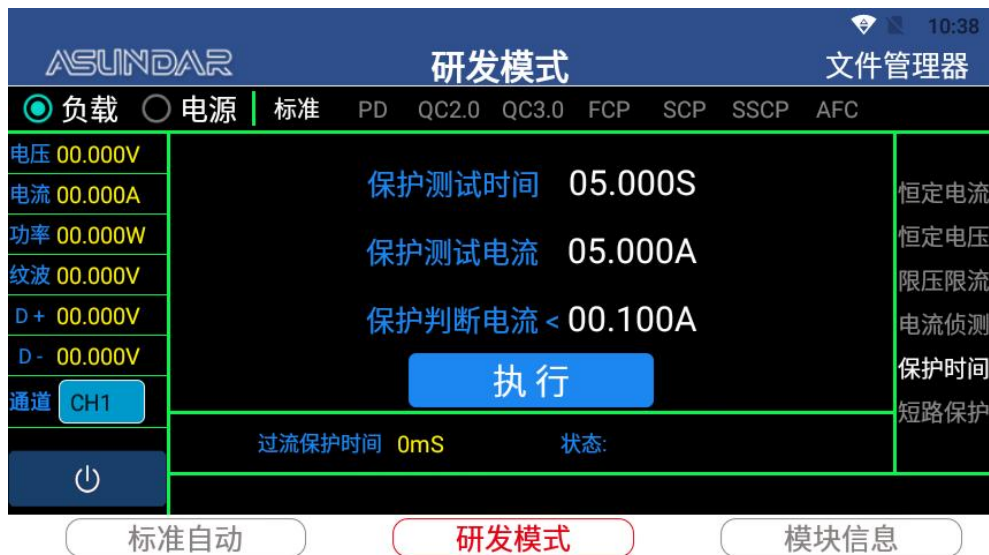 10:38
ASUNDAR 研发模式 文件管理器
负载 电源 标准 PD QC2.0 QC3.0 FCP SCP SSCP AFC
电压 00.000V
电流 00.000A
功率 00.000W
纹波 00.000V
D+ 00.000V
D- 00.000V
通道 CH1
保护测试时间 05.000S
保护测试电流 05.000A
保护判断电流 < 00.100A
执行
过流保护时间 0mS 状态:
恒定电流
恒定电压
限压限流
电流侦测
保护时间
短路保护
标准自动 研发模式 模块信息